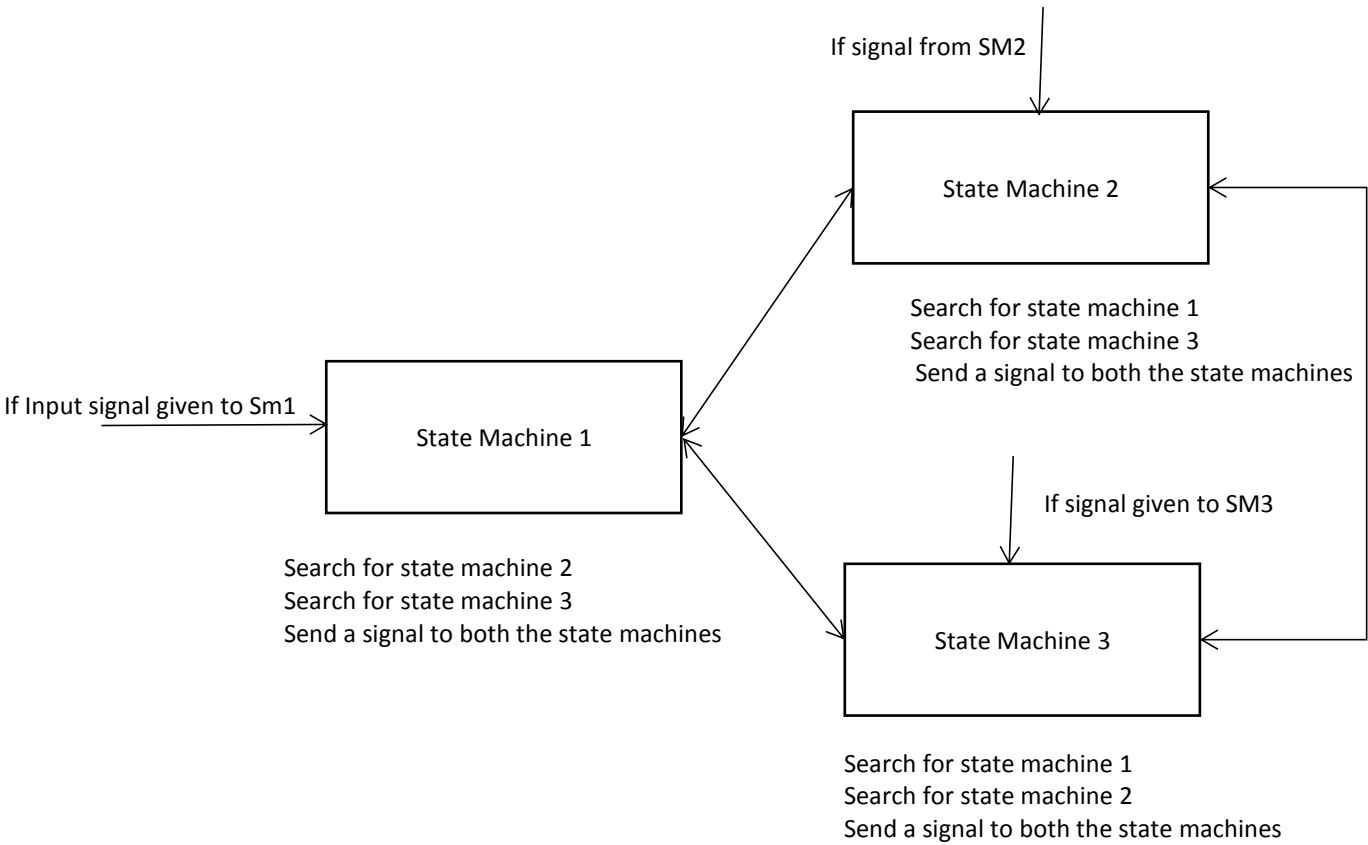 If signal from SM2
State Machine 2
Search for state machine 1
Search for state machine 3
Send a signal to both the state machines
If Input signal given to Sm1
State Machine 1
Search for state machine 2
Search for state machine 3
Send a signal to both the state machines
If signal given to SM3
State Machine 3
Search for state machine 1
Search for state machine 2
Send a signal to both the state machines